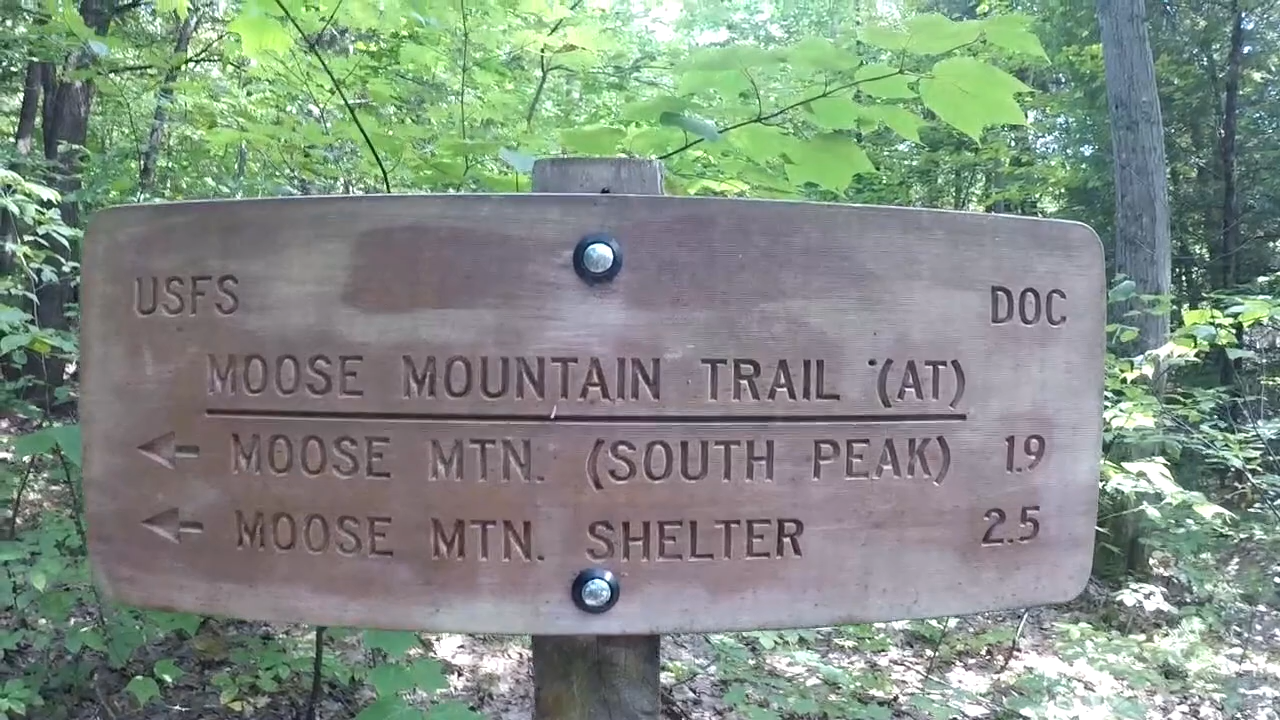 USFS DOC
MOOSE MOUNTAIN TRAIL (AT)
← MOOSE MTN. (SOUTH PEAK) 1.9
← MOOSE MTN. SHELTER 2.5